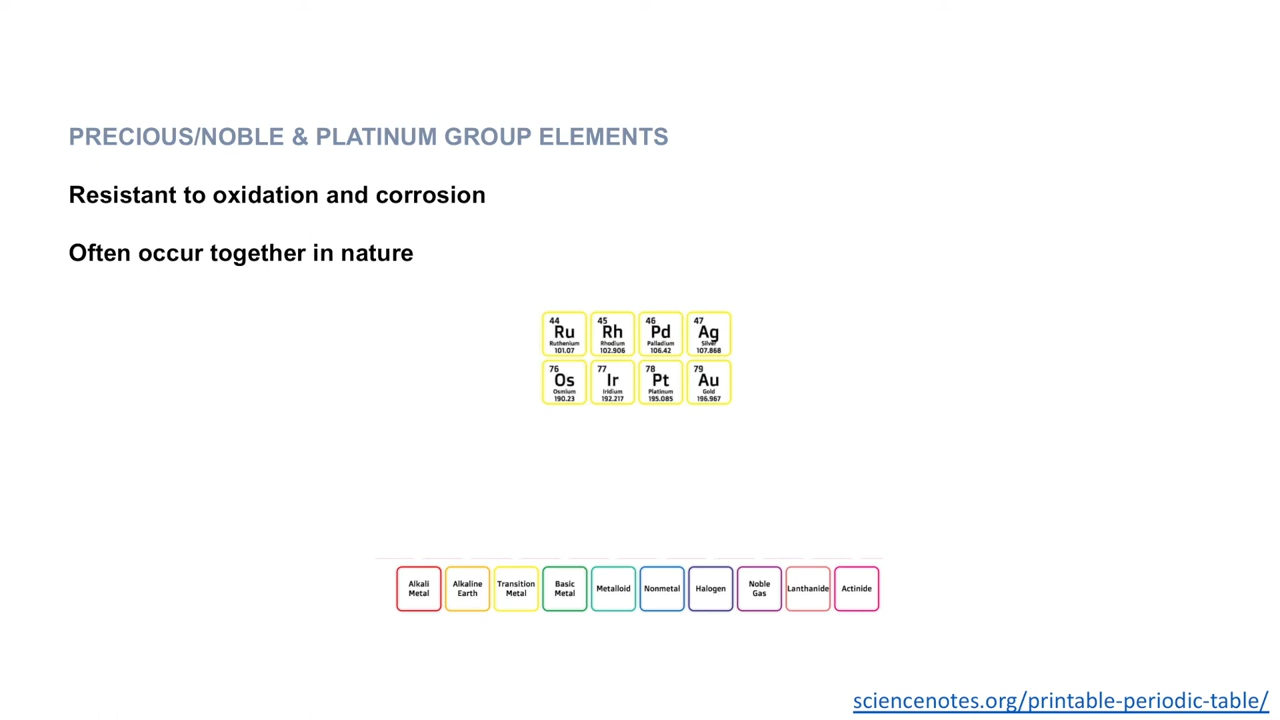 PRECIOUS/NOBLE & PLATINUM GROUP ELEMENTS
Resistant to oxidation and corrosion
Often occur together in nature
44 45 46 47
Ru Rh Pd Ag
Ruthenium Rhodium Palladium Silver
101.07 102.906 106.42 107.868
76 77 78 79
Os Ir Pt Au
Osmium Iridium Platinum Gold
190.23 192.217 195.085 196.967
Alkali Metal Alkaline Earth Transition Metal Basic Metal Metalloid Nonmetal Halogen Noble Gas Lanthanide Actinide
sciencenotes.org/printable-periodic-table/